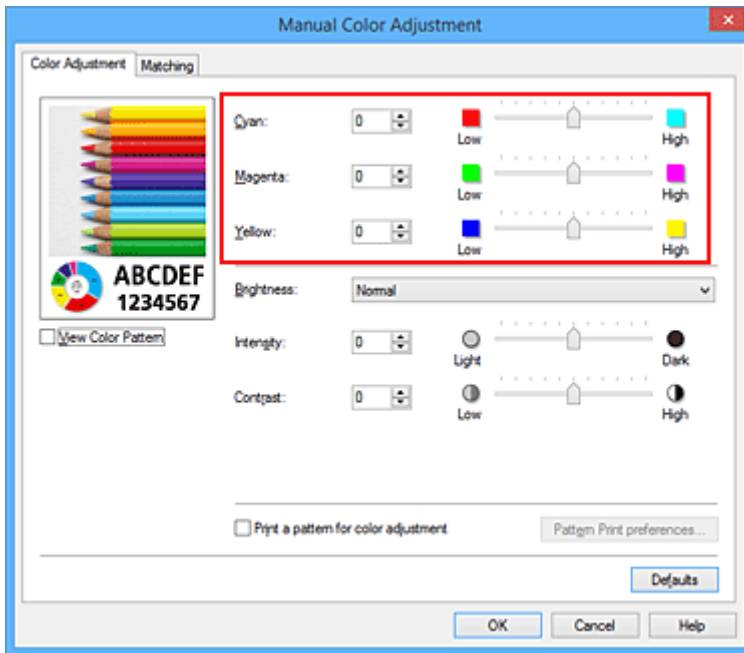 Manual Color Adjustment
Color Adjustment Matching
Cyan: 0 Low High
Magenta: 0 Low High
Yellow: 0 Low High
ABCDEF
1234567
View Color Pattern
Brightness: Normal
Intensity: 0 Light Dark
Contrast: 0 Low High
Print a pattern for color adjustment Pattern Print preferences...
Defaults
OK Cancel Help